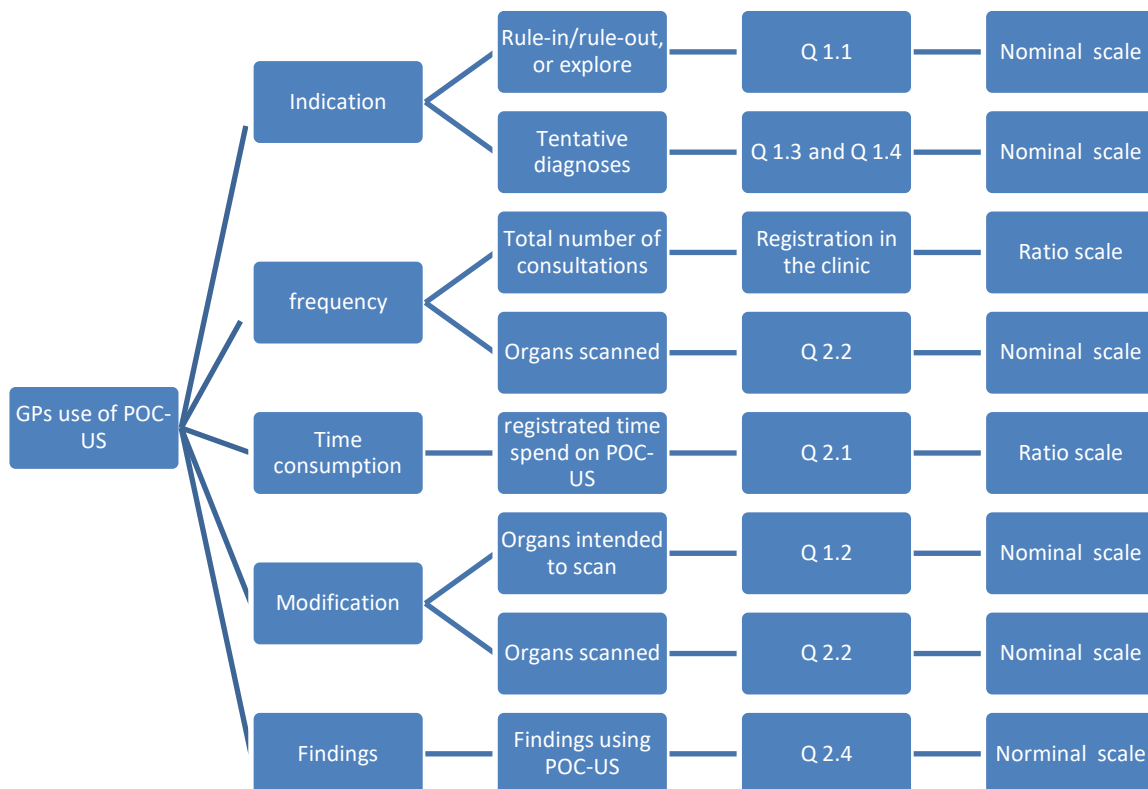 Rule-in/rule-out,
or explore
Q 1.1
Nominal scale
Indication
Tentative
diagnoses
Q 1.3 and Q 1.4
Nominal scale
Total number of
consultations
Registration in
the clinic
Ratio scale
frequency
Organs scanned
Q 2.2
Nominal scale
GPs use of POC-
US
Time
consumption
registrated time
spend on POC-
US
Q 2.1
Ratio scale
Organs intended
to scan
Q 1.2
Nominal scale
Modification
Organs scanned
Q 2.2
Nominal scale
Findings
Findings using
POC-US
Q 2.4
Norminal scale